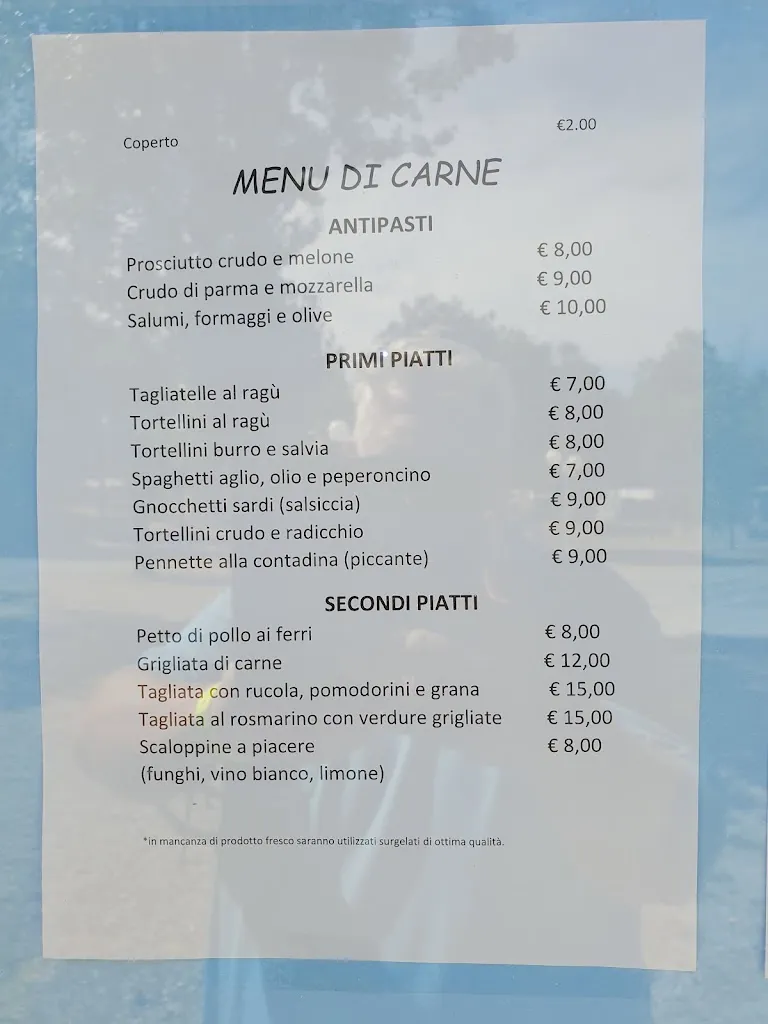 Coperto €2.00
MENU DI CARNE
ANTIPASTI
Prosciutto crudo e melone € 8,00
Crudo di parma e mozzarella € 9,00
Salumi, formaggi e olive € 10,00
PRIMI PIATTI
Tagliatelle al ragù € 7,00
Tortellini al ragù € 8,00
Tortellini burro e salvia € 8,00
Spaghetti aglio, olio e peperoncino € 7,00
Gnocchetti sardi (salsiccia) € 9,00
Tortellini crudo e radicchio € 9,00
Pennette alla contadina (piccante) € 9,00
SECONDI PIATTI
Petto di pollo ai ferri € 8,00
Grigliata di carne € 12,00
Tagliata con rucola, pomodorini e grana € 15,00
Tagliata al rosmarino con verdure grigliate € 15,00
Scaloppine a piacere € 8,00
(funghi, vino bianco, limone)
*in mancanza di prodotto fresco saranno utilizzati surgelati di ottima qualità.